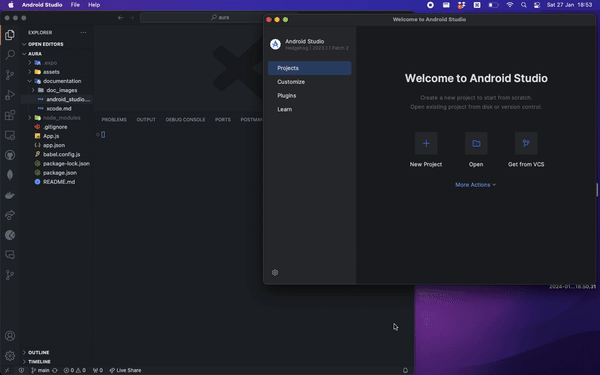 Android Studio File Help
Sat 27 Jan 18:53
aura
Welcome to Android Studio
EXPLORER
OPEN EDITORS
AURA
.expo
assets
documentation
doc_images
android_studio....
xcode.md
node_modules
.gitignore
App.js
app.json
babel.config.js
package-lock.json
package.json
README.md
OUTLINE
TIMELINE
main
0 0
0
Live Share
PROBLEMS OUTPUT DEBUG CONSOLE PORTS POSTMAN
Android Studio
Hedgehog | 2023.1.1 Patch 2
Projects
Customize
Plugins
Learn
Welcome to Android Studio
Create a new project to start from scratch.
Open existing project from disk or version control.
New Project
Open
Get from VCS
More Actions
2024-01...18.50.31